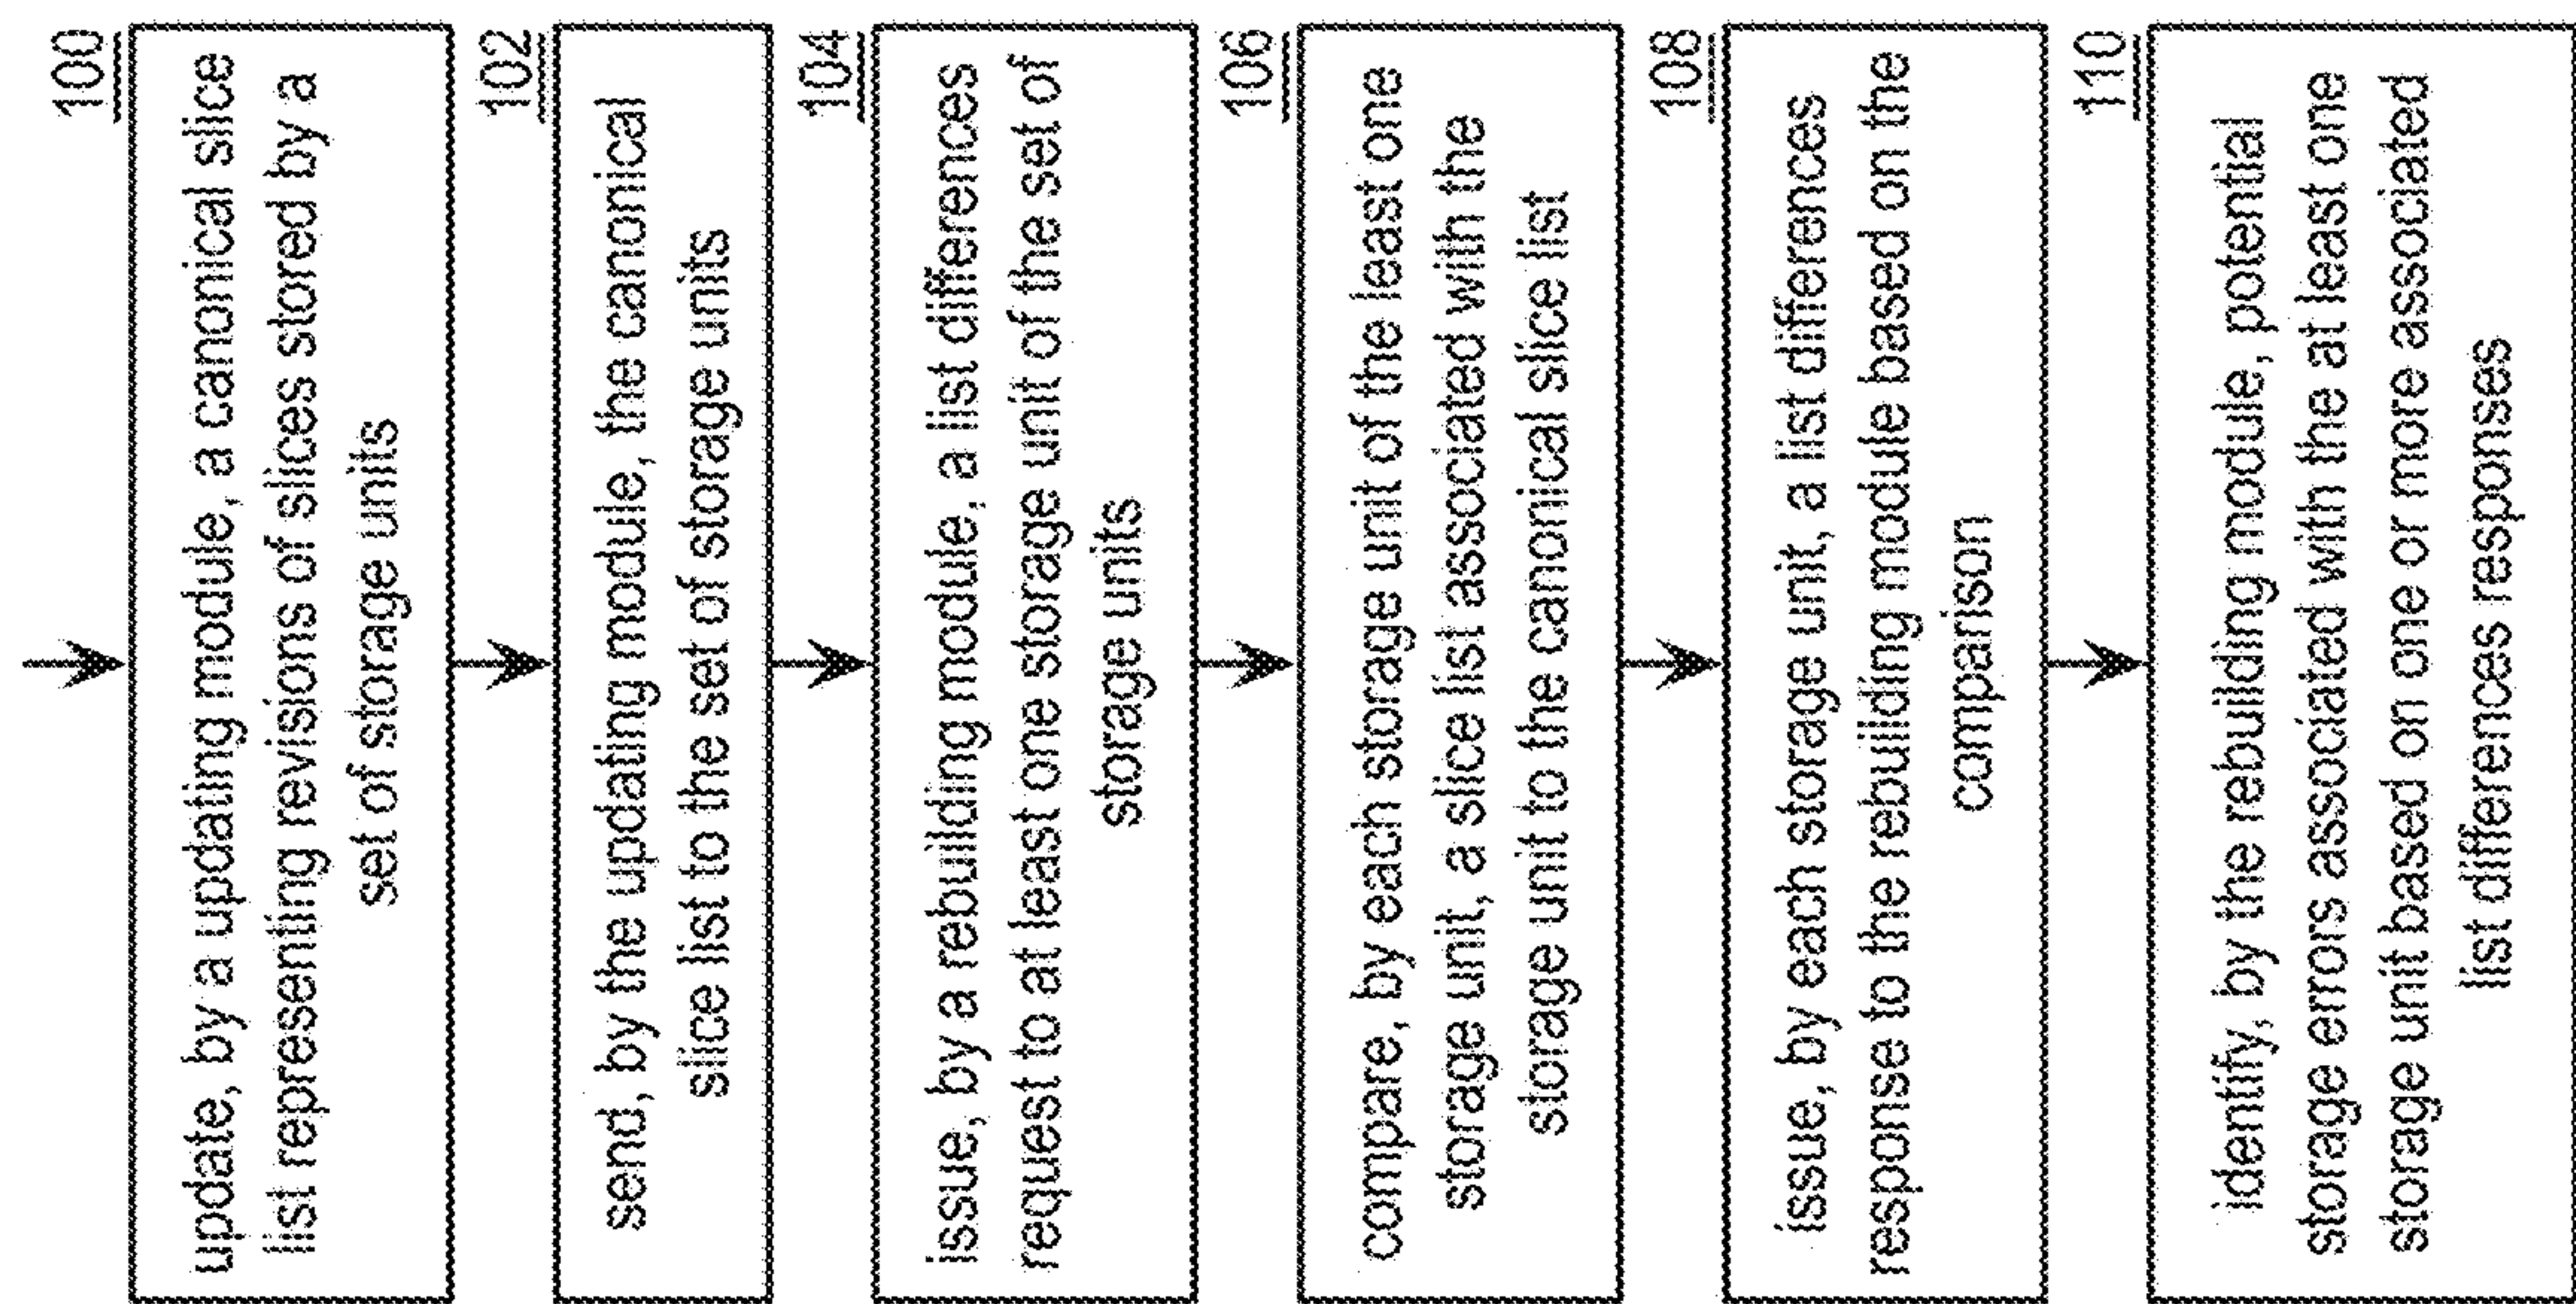 100
update, by a updating module, a canonical slice
list representing revisions of slices stored by a
set of storage units
102
send, by the updating module, the canonical
slice list to the set of storage units
104
issue, by a rebuilding module, a list differences
request to at least one storage unit of the set of
storage units
106
compare, by each storage unit of the least one
storage unit, a slice list associated with the
storage unit to the canonical slice list
108
issue, by each storage unit, a list differences
response to the rebuilding module based on the
comparison
110
identify, by the rebuilding module, potential
storage errors associated with the at least one
storage unit based on one or more associated
list differences responses